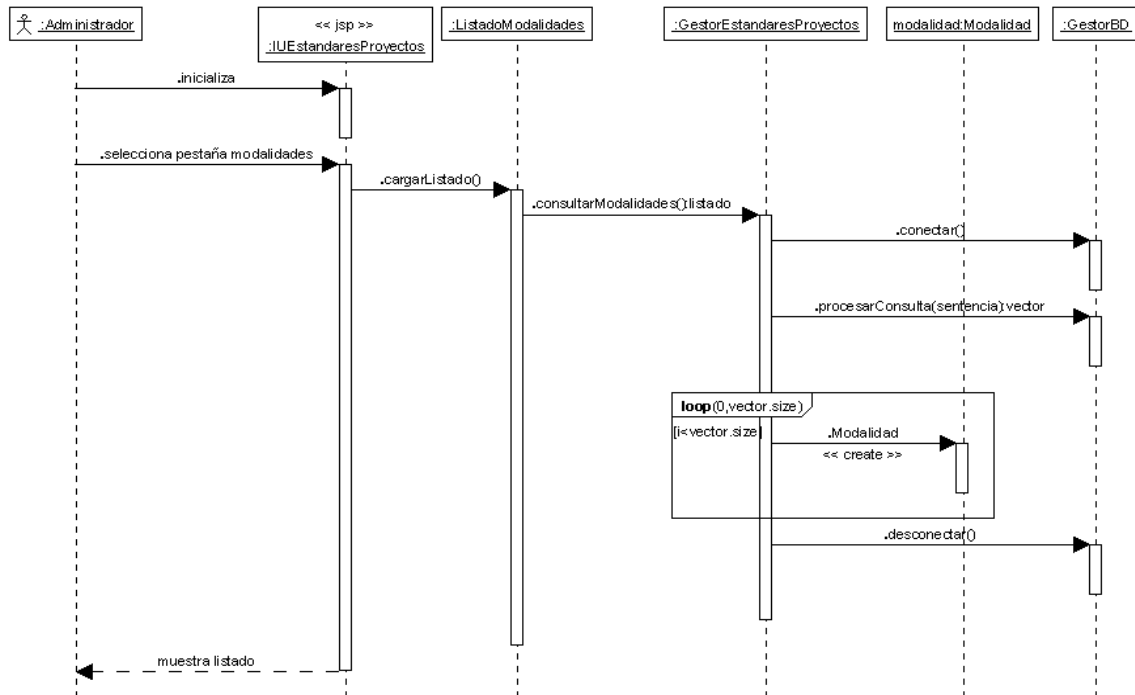 :Administrador
<< jsp >>
:IUEstandaresProyectos
:ListadoModalidades
:GestorEstandaresProyectos
modalidad:Modalidad
:GestorBD
.inicializa
.selecciona pestaña modalidades
.cargarListado()
.consultarModalidades():listado
.conectar()
.procesarConsulta(sentencia):vector
loop(0,vector.size)
[i<vector.size]
.Modalidad
<< create >>
.desconectar()
muestra listado